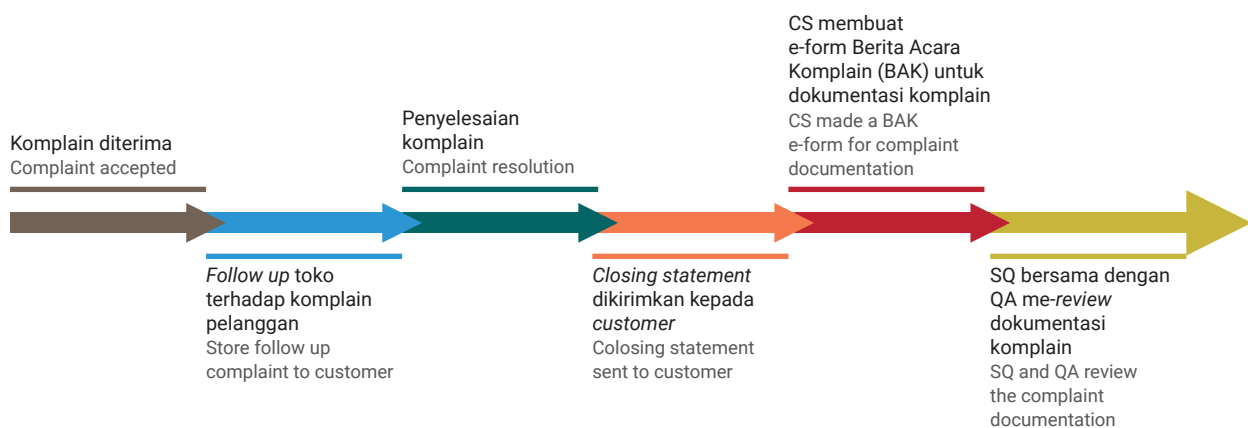 Komplain diterima
Complaint accepted
Follow up toko
terhadap komplain
pelanggan
Store follow up
complaint to customer
Penyelesaian
komplain
Complaint resolution
Closing statement
dikirimkan kepada
customer
Colosing statement
sent to customer
CS membuat
e-form Berita Acara
Komplain (BAK) untuk
dokumentasi komplain
CS made a BAK
e-form for complaint
documentation
SQ bersama dengan
QA me-review
dokumentasi
komplain
SQ and QA review
the complaint
documentation